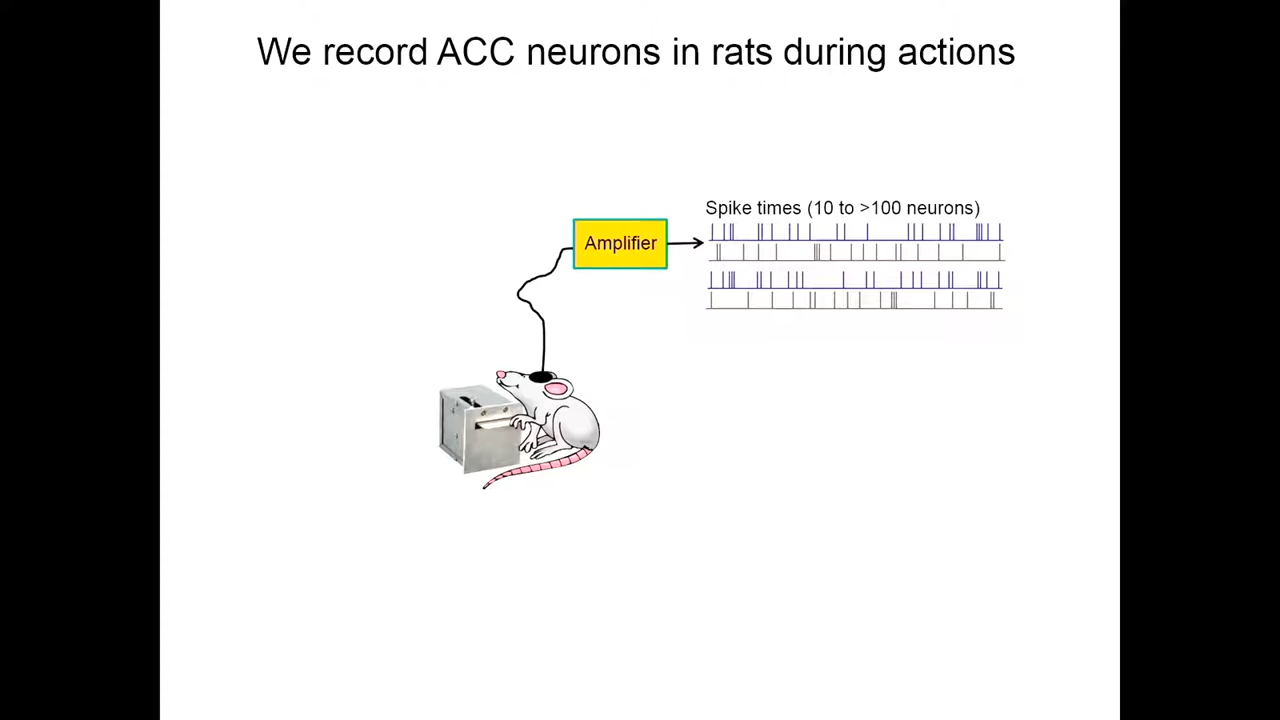 We record ACC neurons in rats during actions
Spike times (10 to >100 neurons)
Amplifier